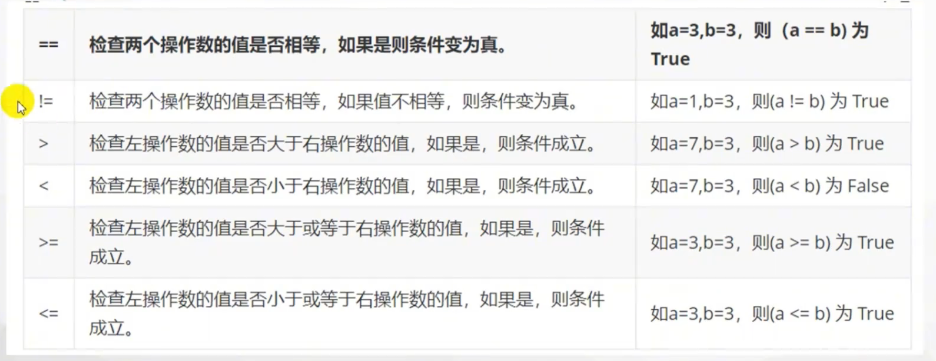 == 检查两个操作数的值是否相等，如果是则条件变为真。 如a=3,b=3，则（a == b) 为
True
!= 检查两个操作数的值是否相等，如果值不相等，则条件变为真。 如a=1,b=3，则(a != b) 为 True
> 检查左操作数的值是否大于右操作数的值，如果是，则条件成立。 如a=7,b=3，则(a > b) 为 True
< 检查左操作数的值是否小于右操作数的值，如果是，则条件成立。 如a=7,b=3，则(a < b) 为 False
>= 检查左操作数的值是否大于或等于右操作数的值，如果是，则条件 如a=3,b=3，则(a >= b) 为 True
成立。
<= 检查左操作数的值是否小于或等于右操作数的值，如果是，则条件 如a=3,b=3，则(a <= b) 为 True
成立。